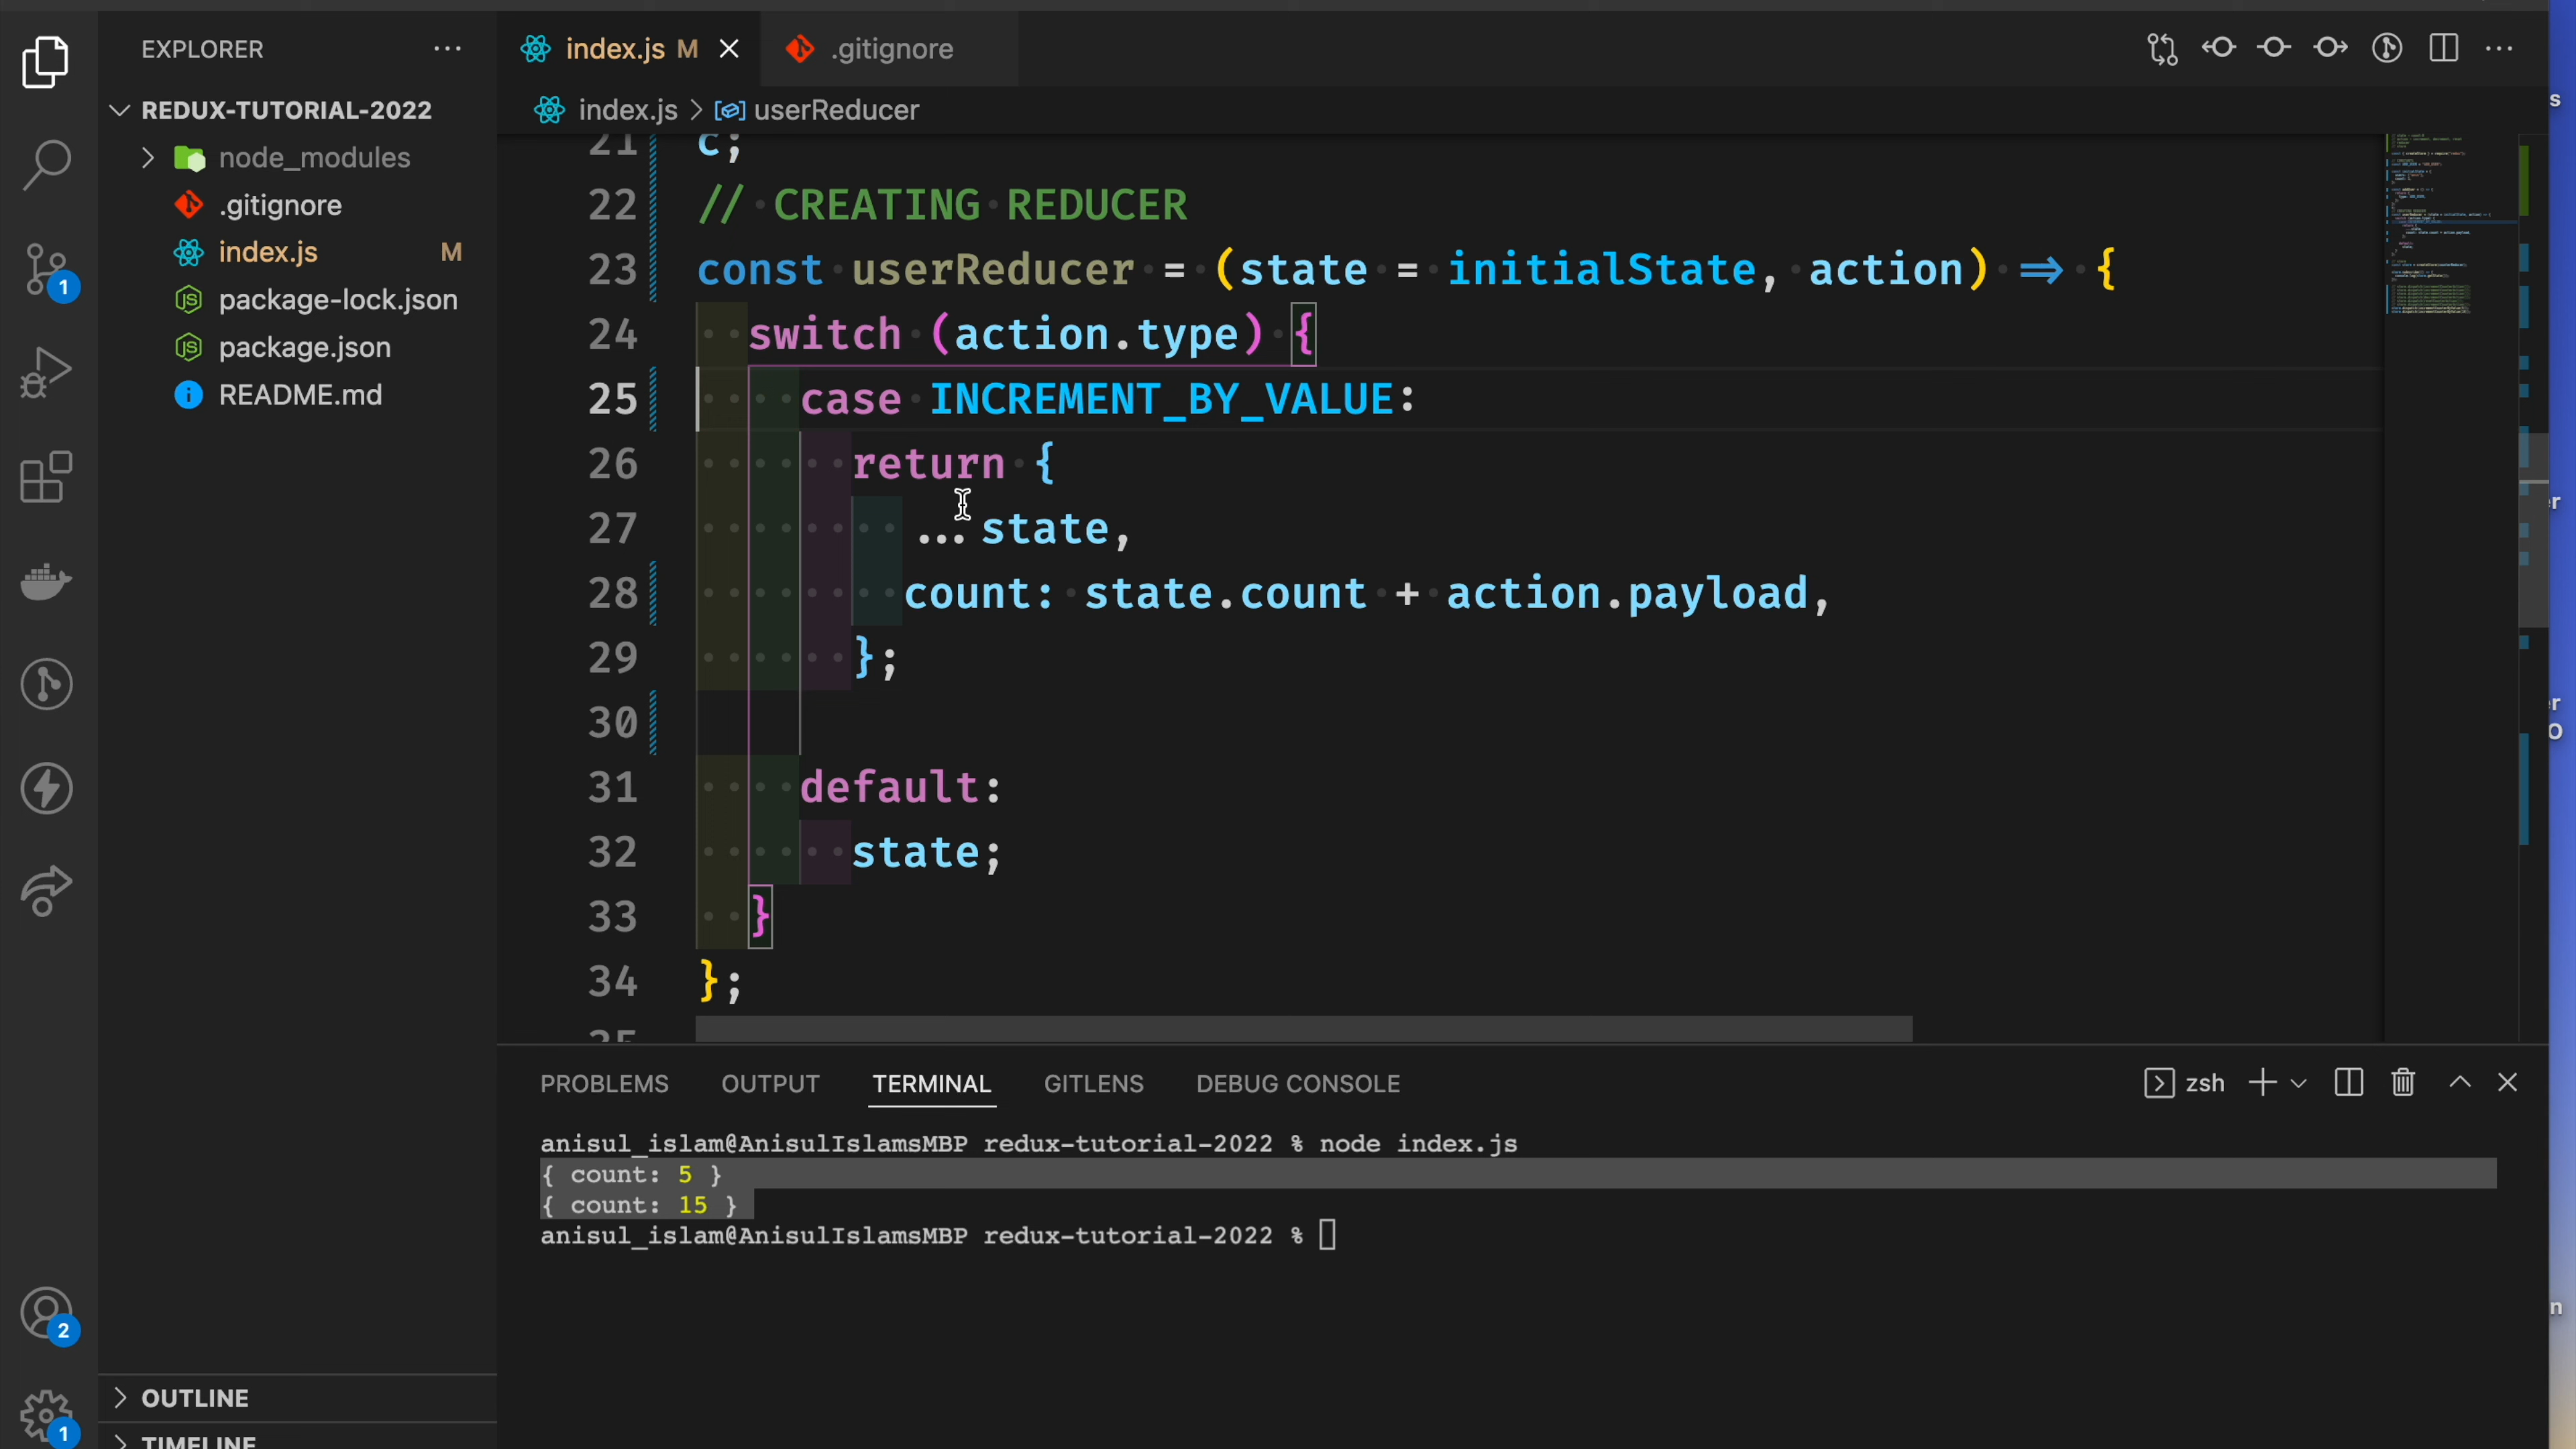 EXPLORER
REDUX-TUTORIAL-2022
node_modules
.gitignore
index.js M
package-lock.json
package.json
README.md
OUTLINE
TIMELINE
1
2
1
index.js M
.gitignore
index.js > userReducer
21 c;
22 // CREATING REDUCER
23 const userReducer = (state = initialState, action) => {
24 switch (action.type) {
25 case INCREMENT_BY_VALUE:
26 return {
27 ...state,
28 count: state.count + action.payload,
29 };
30
31 default:
32 state;
33 }
34 };
35
PROBLEMS OUTPUT TERMINAL GITLENS DEBUG CONSOLE
zsh
anisul_islam@AnisulIslamsMBP redux-tutorial-2022 % node index.js
{ count: 5 }
{ count: 15 }
anisul_islam@AnisulIslamsMBP redux-tutorial-2022 %